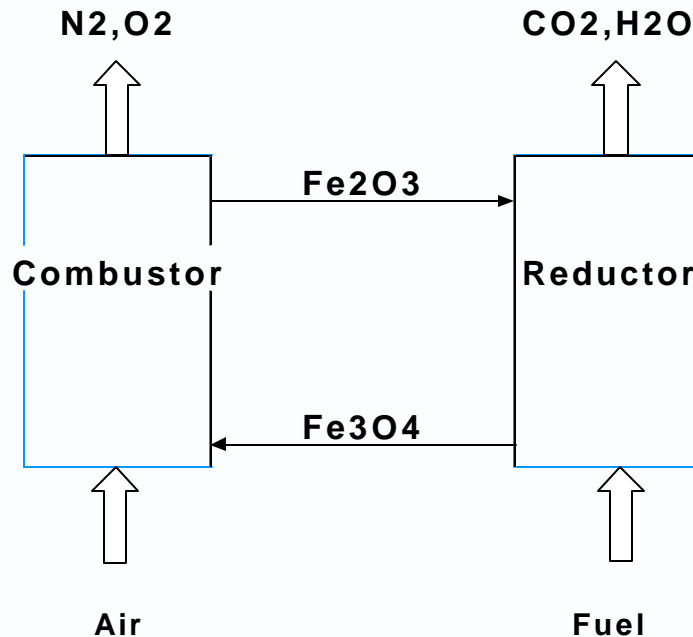 N2,O2
CO2,H2O
Fe2O3
Combustor
Reductor
Fe3O4
Air
Fuel